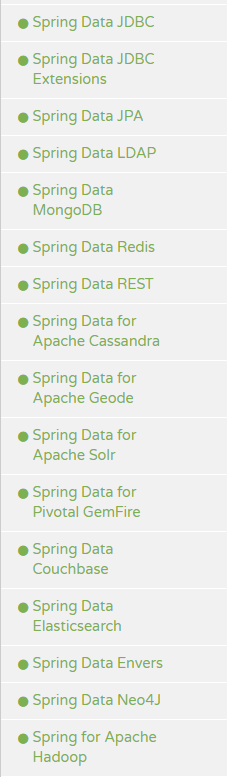 Spring Data JDBC
Spring Data JDBC
Extensions
Spring Data JPA
Spring Data LDAP
Spring Data
MongoDB
Spring Data Redis
Spring Data REST
Spring Data for
Apache Cassandra
Spring Data for
Apache Geode
Spring Data for
Apache Solr
Spring Data for
Pivotal GemFire
Spring Data
Couchbase
Spring Data
Elasticsearch
Spring Data Envers
Spring Data Neo4J
Spring for Apache
Hadoop